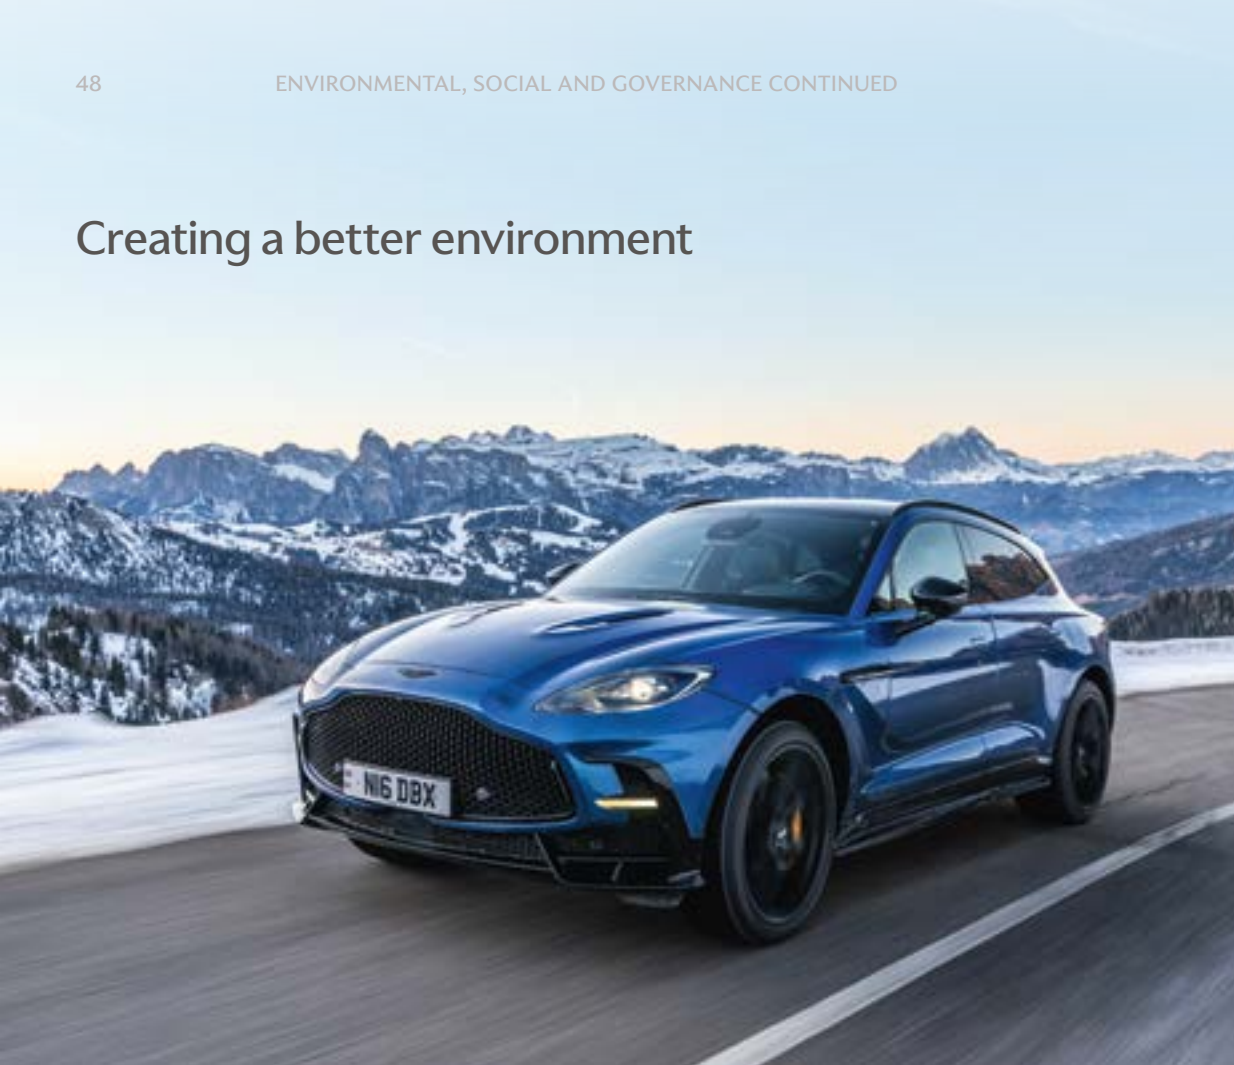 48
ENVIRONMENTAL, SOCIAL AND GOVERNANCE CONTINUED
Creating a better environment
N16 DBX